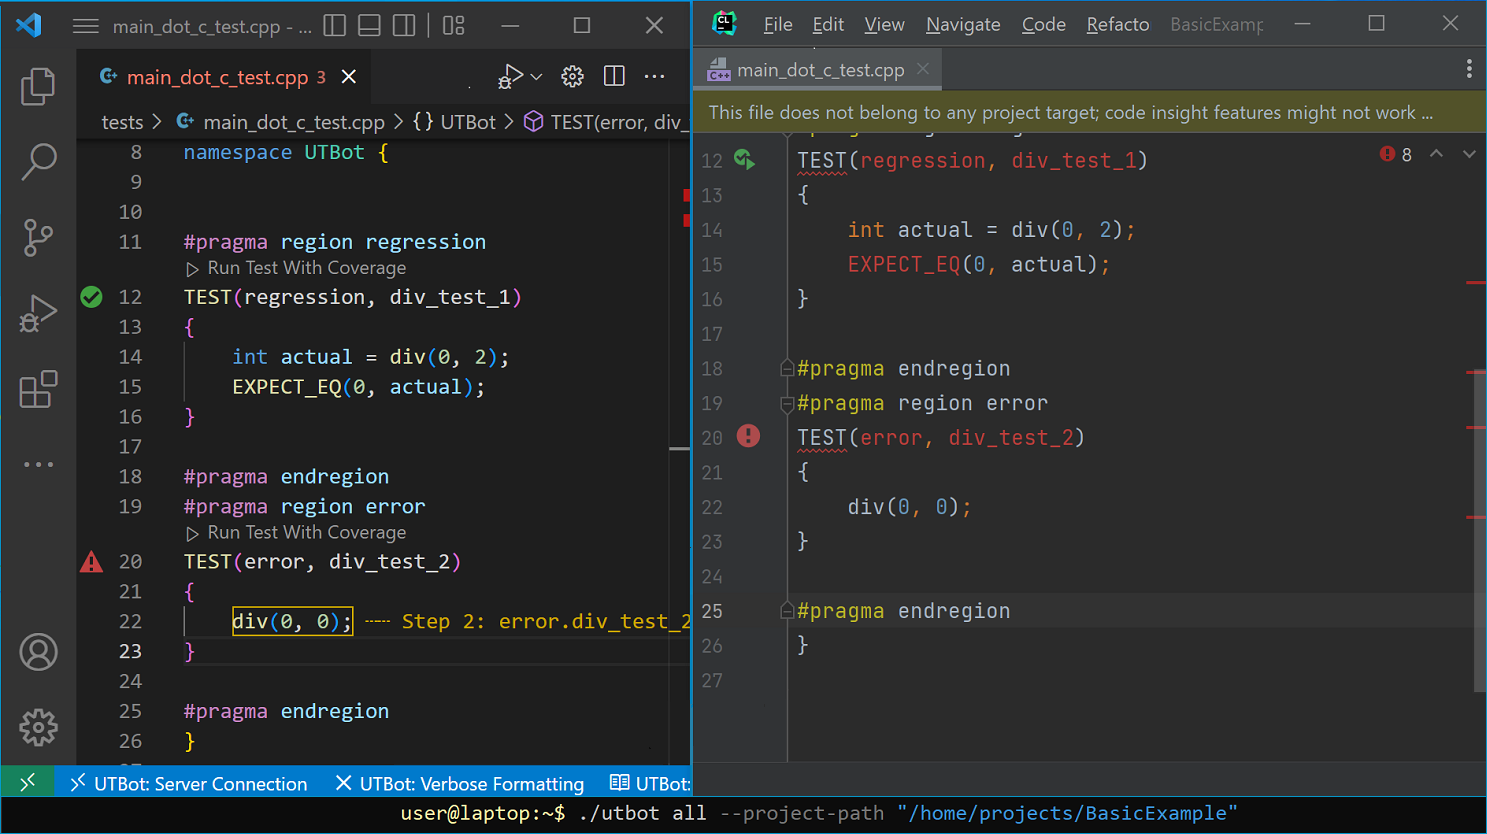 main_dot_c_test.cpp - ...
main_dot_c_test.cpp 3
tests > main_dot_c_test.cpp > {} UTBot > TEST(error, div_
8 namespace UTBot {
9
10
11 #pragma region regression
Run Test With Coverage
12 TEST(regression, div_test_1)
13 {
14 int actual = div(0, 2);
15 EXPECT_EQ(0, actual);
16 }
17
18 #pragma endregion
19 #pragma region error
Run Test With Coverage
20 TEST(error, div_test_2)
21 {
22 div(0, 0); Step 2: error.div_test_2
23 }
24
25 #pragma endregion
26 }
UTBot: Server Connection UTBot: Verbose Formatting UTBot:
CL File Edit View Navigate Code Refacto BasicExamp
C++ main_dot_c_test.cpp
This file does not belong to any project target; code insight features might not work ...
12 TEST(regression, div_test_1) 8
13 {
14 int actual = div(0, 2);
15 EXPECT_EQ(0, actual);
16 }
17
18 #pragma endregion
19 #pragma region error
20 TEST(error, div_test_2)
21 {
22 div(0, 0);
23 }
24
25 #pragma endregion
26 }
27
user@laptop:~$ ./utbot all --project-path "/home/projects/BasicExample"